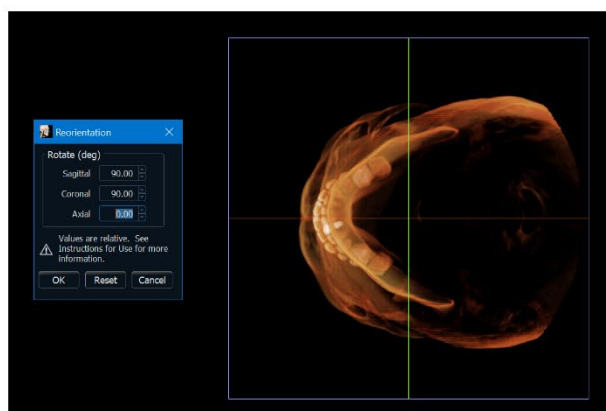 Reorientation
Rotate (deg)
Sagittal 90.00
Coronal 90.00
Axial 0.00
Values are relative. See
Instructions for Use for more
information.
OK Reset Cancel